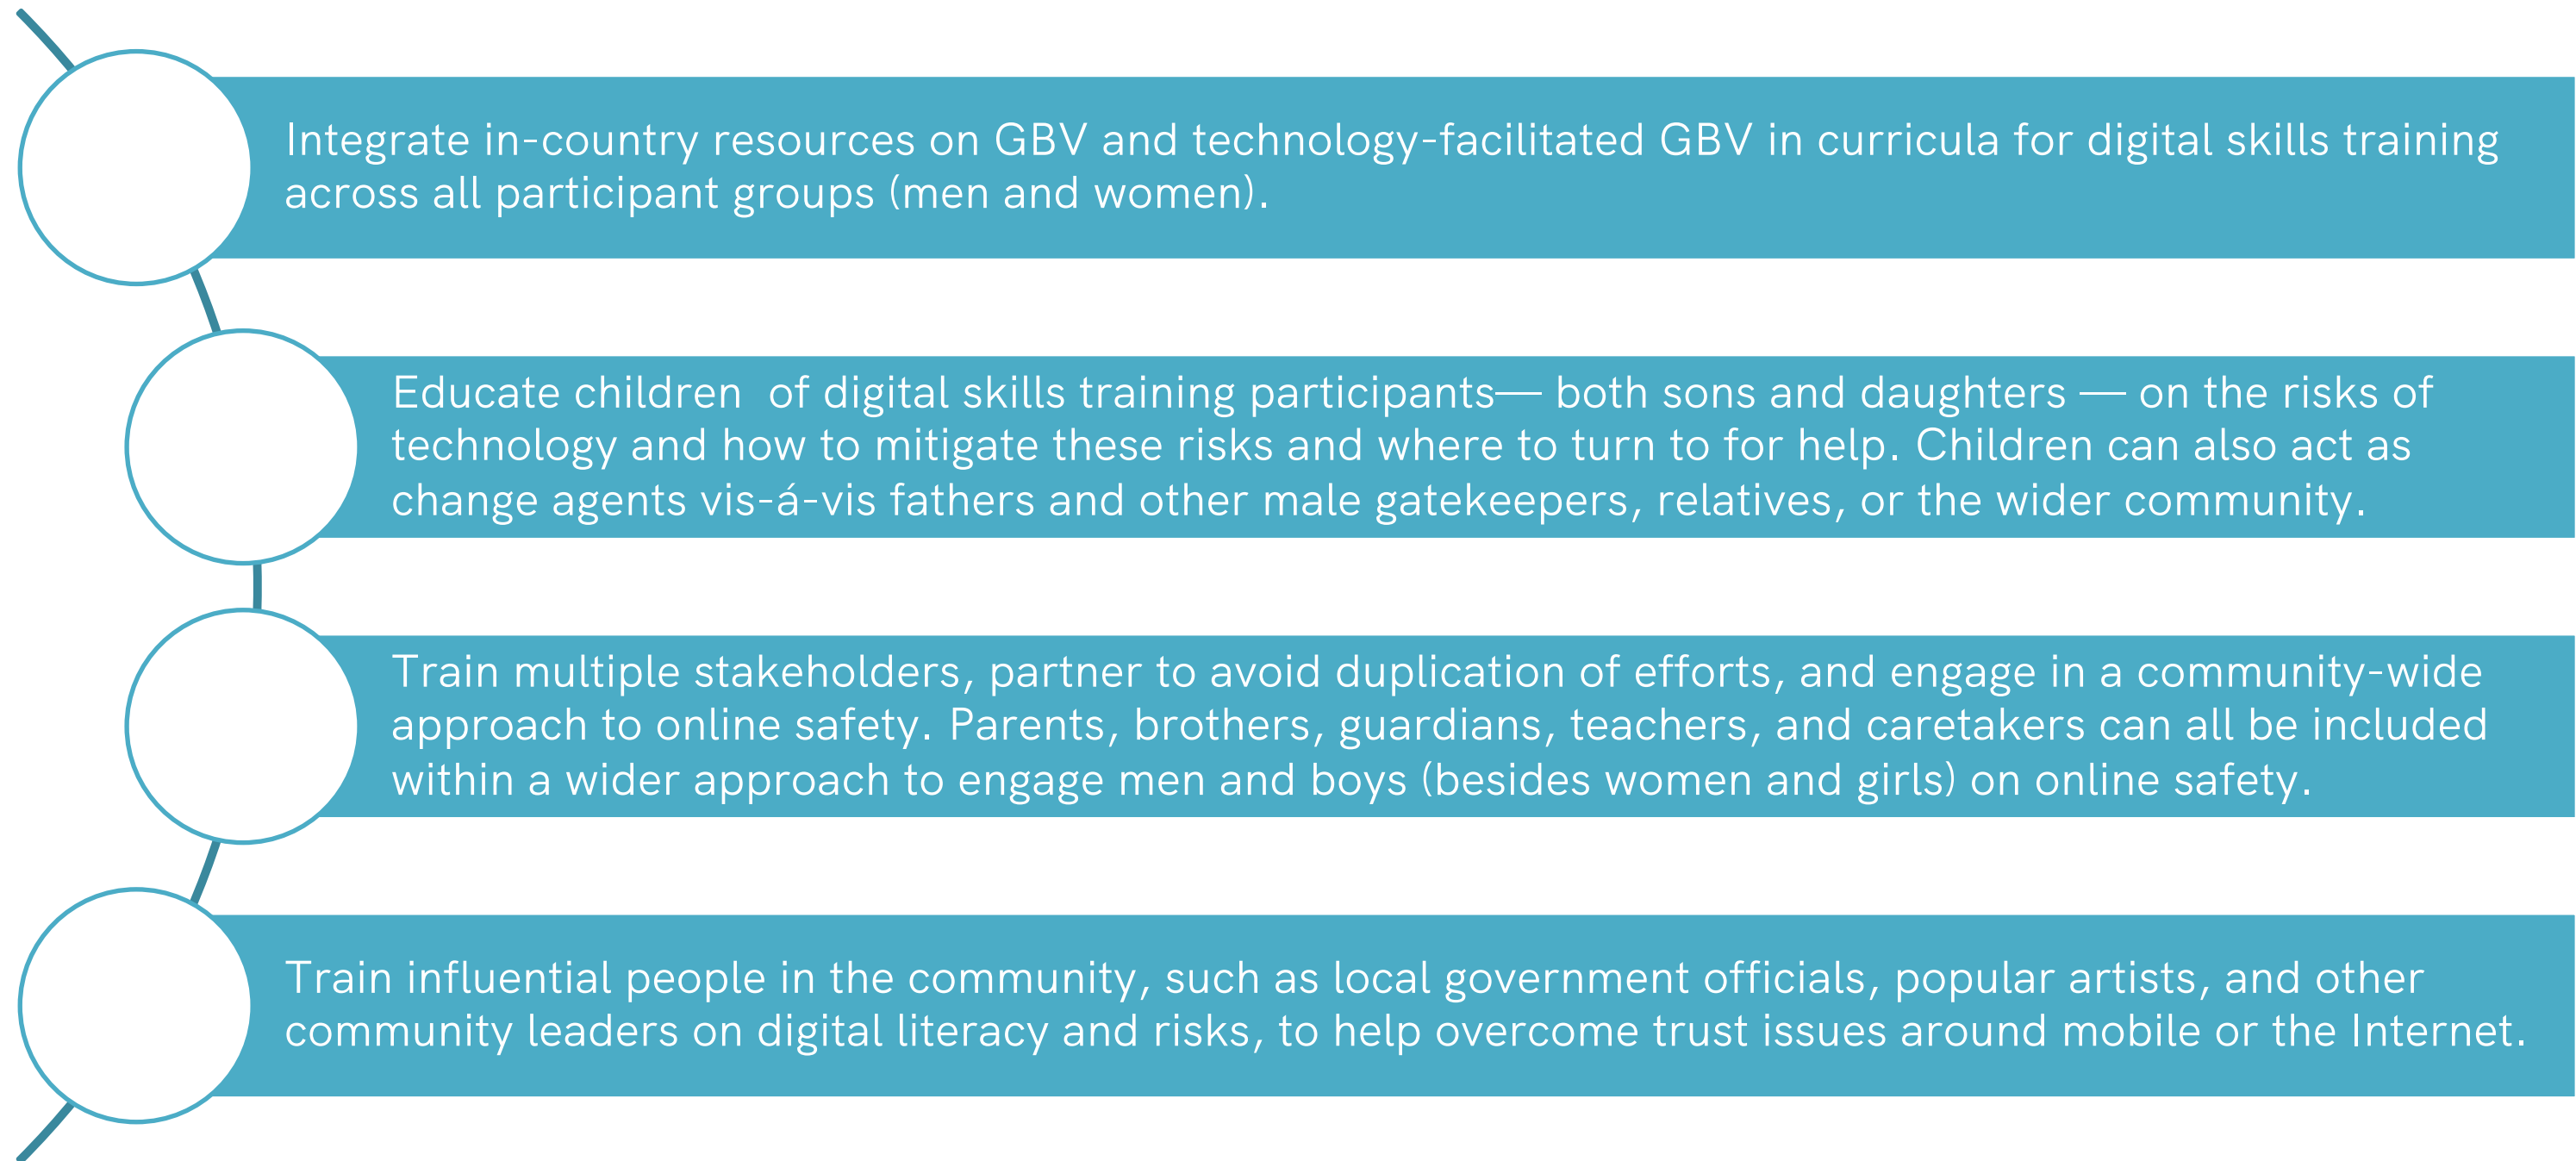 Integrate in-country resources on GBV and technology-facilitated GBV in curricula for digital skills training
across all participant groups (men and women).
Educate children  of digital skills training participants— both sons and daughters — on the risks of
technology and how to mitigate these risks and where to turn to for help. Children can also act as
change agents vis-á-vis fathers and other male gatekeepers, relatives, or the wider community.
Train multiple stakeholders, partner to avoid duplication of efforts, and engage in a community-wide
approach to online safety. Parents, brothers, guardians, teachers, and caretakers can all be included
within a wider approach to engage men and boys (besides women and girls) on online safety.
Train influential people in the community, such as local government officials, popular artists, and other
community leaders on digital literacy and risks, to help overcome trust issues around mobile or the Internet.